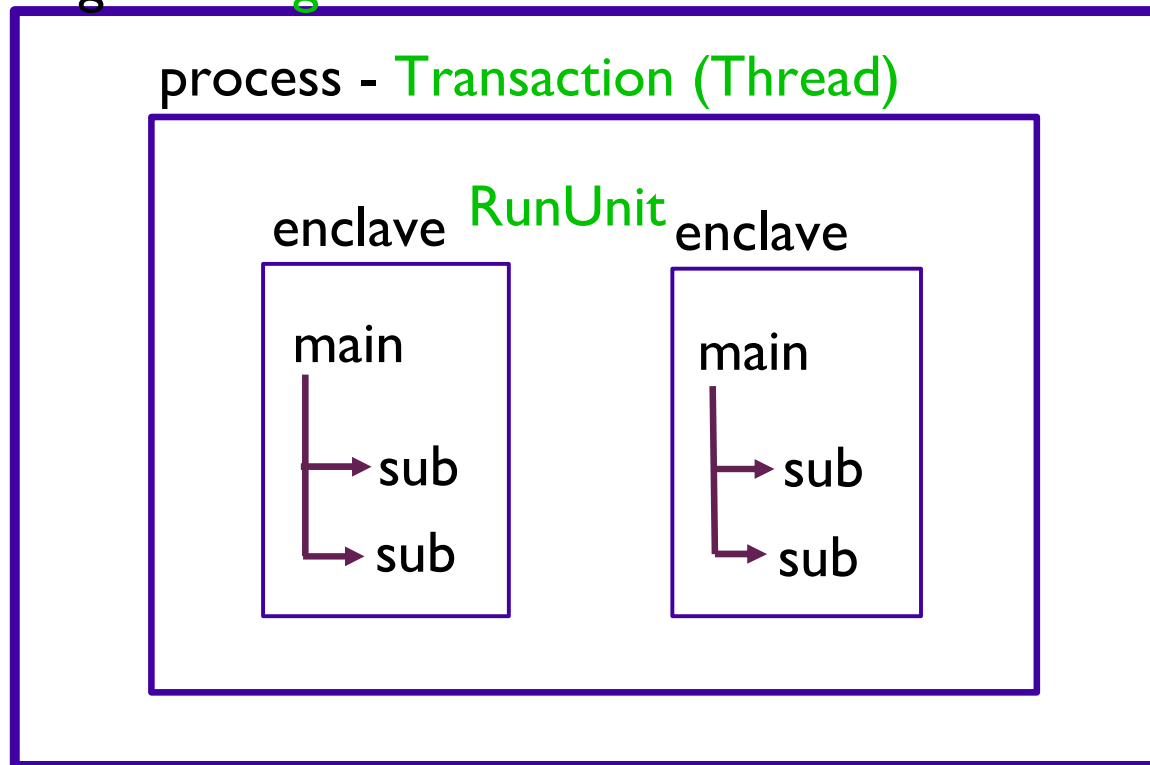 process - Transaction (Thread)
RunUnit
enclave
enclave
main
main
sub
sub
sub
sub